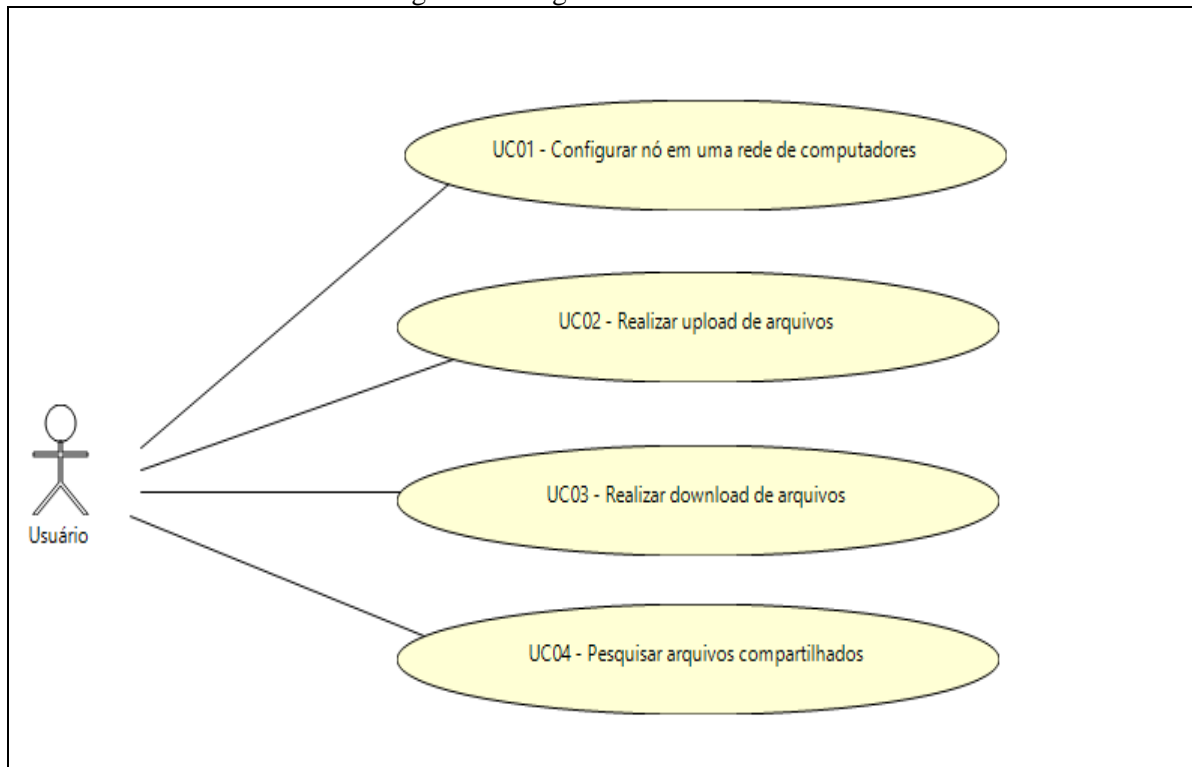 UC01 - Configurar nó em uma rede de computadores
UC02 - Realizar upload de arquivos
UC03 - Realizar download de arquivos
Usuário
UC04 - Pesquisar arquivos compartilhados